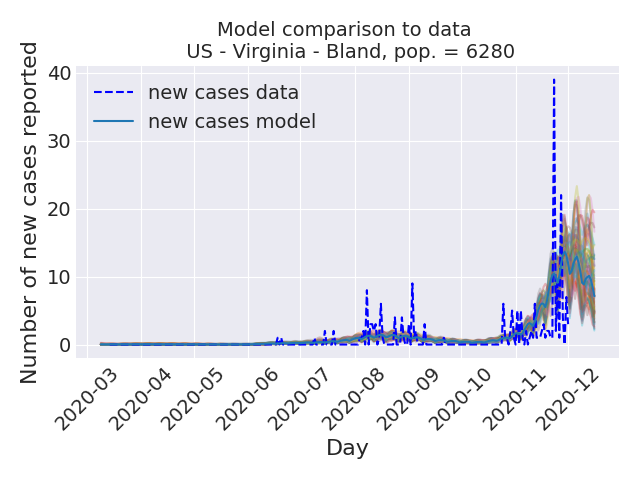 Model comparison to data
US - Virginia - Bland, pop. = 6280
Number of new cases reported
40
30
20
10
0
new cases data
new cases model
2020-03
2020-04
2020-05
2020-06
2020-07
2020-08
2020-09
2020-10
2020-11
2020-12
Day